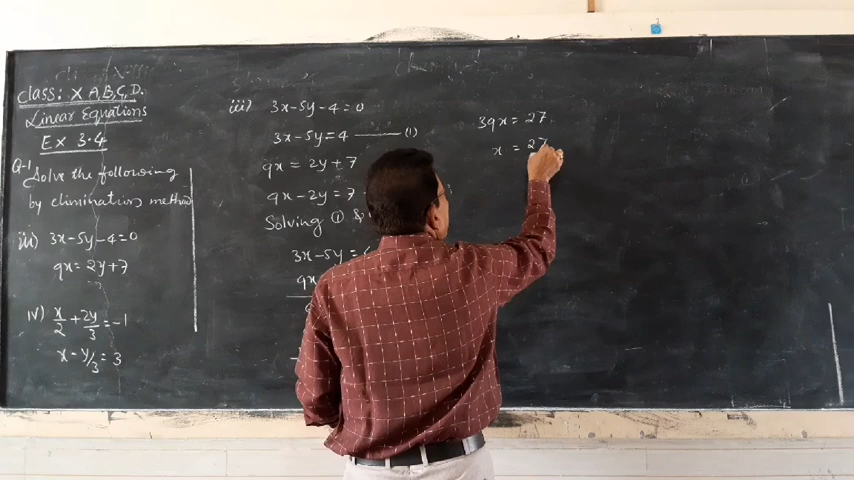 Class: X A,B,C,D.
Linear Equations
Ex 3.4
Q-1 Solve the following
by elimination method
iii) 3x-5y-4=0
9x=2y+7
iv) x/2 + 2y/3 = -1
x - y/3 = 3
iii) 3x-5y-4=0
3x-5y=4 (1)
9x = 2y+7
9x-2y=7
Solving ① &
3x-5y=
9x
39x = 27
x = 27